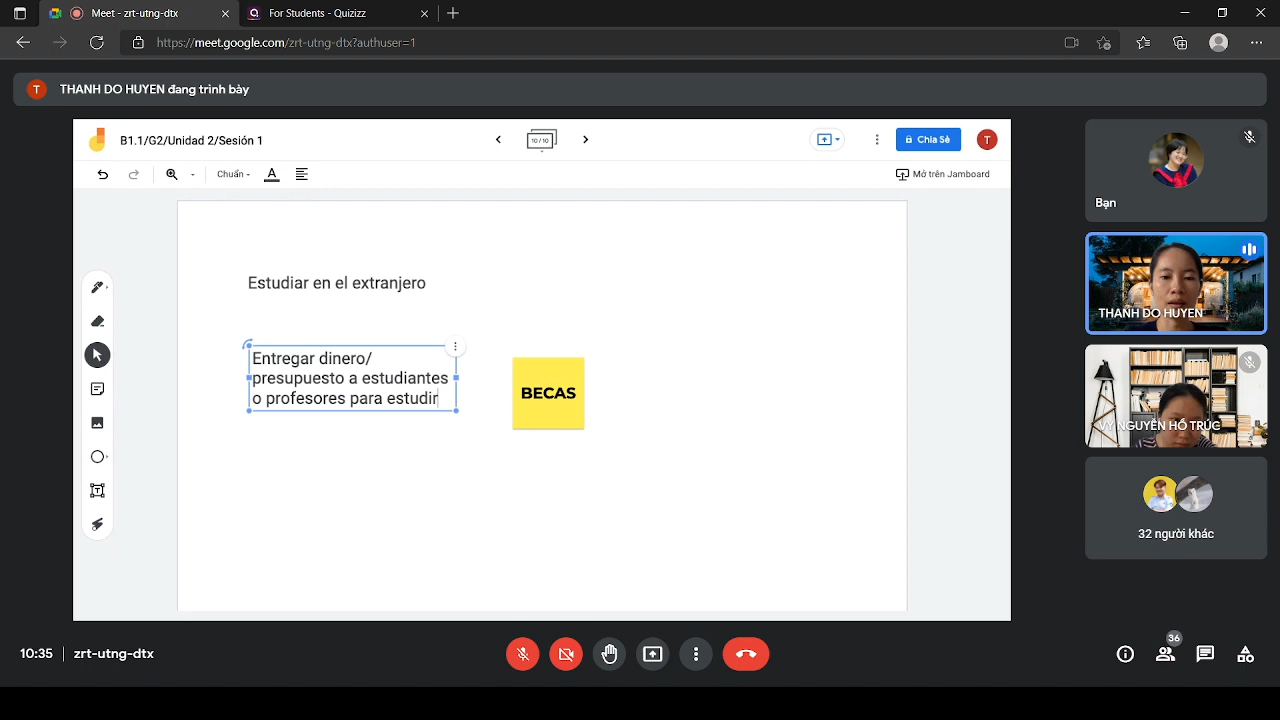 Meet - zrt-utng-dtx
For Students - Quizizz
https://meet.google.com/zrt-utng-dtx?authuser=1
T
THANH DO HUYEN đang trình bày
B1.1/G2/Unidad 2/Sesión 1
10 / 10
Chia Sẻ
T
Chuẩn
A
Mở trên Jamboard
Estudiar en el extranjero
Entregar dinero/
presupuesto a estudiantes
o profesores para estudir
BECAS
Bạn
THANH DO HUYEN
VY NGUYỄN HỒ TRÚC
32 người khác
10:35
zrt-utng-dtx
36